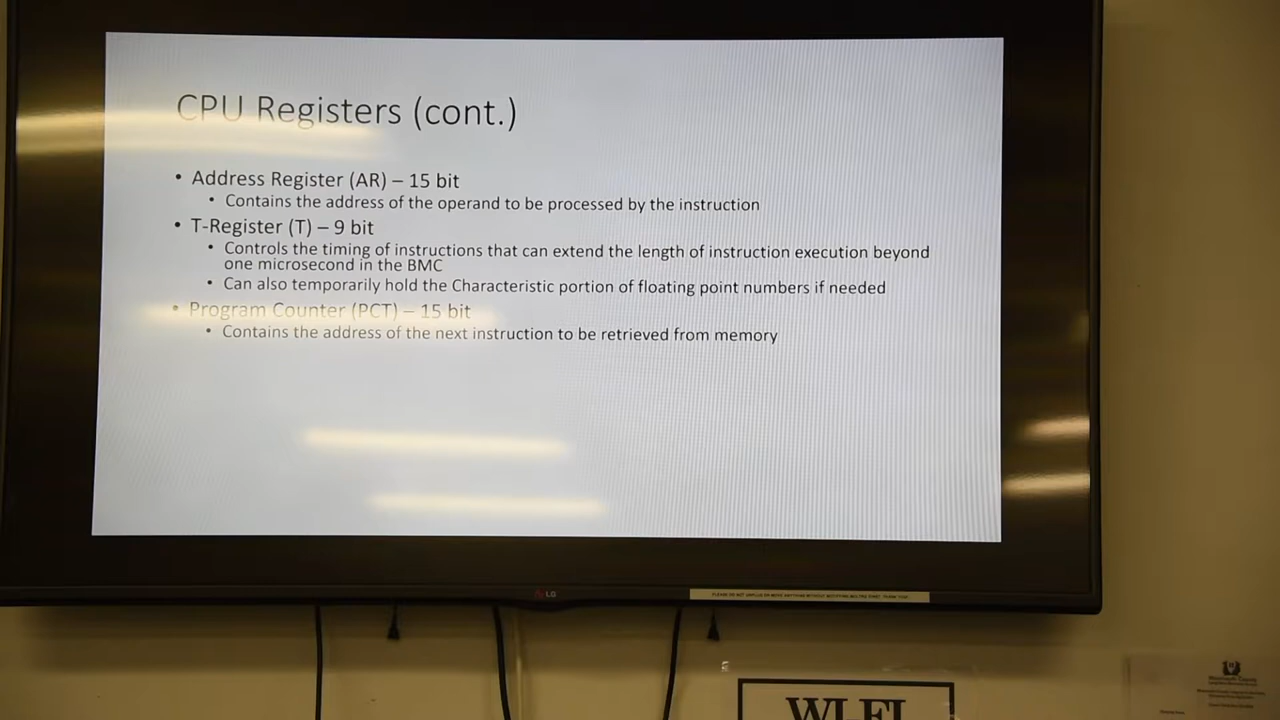 CPU Registers (cont.)
• Address Register (AR) – 15 bit
• Contains the address of the operand to be processed by the instruction
• T-Register (T) – 9 bit
• Controls the timing of instructions that can extend the length of instruction execution beyond
one microsecond in the BMC
• Can also temporarily hold the Characteristic portion of floating point numbers if needed
• Program Counter (PCT) – 15 bit
• Contains the address of the next instruction to be retrieved from memory
LG